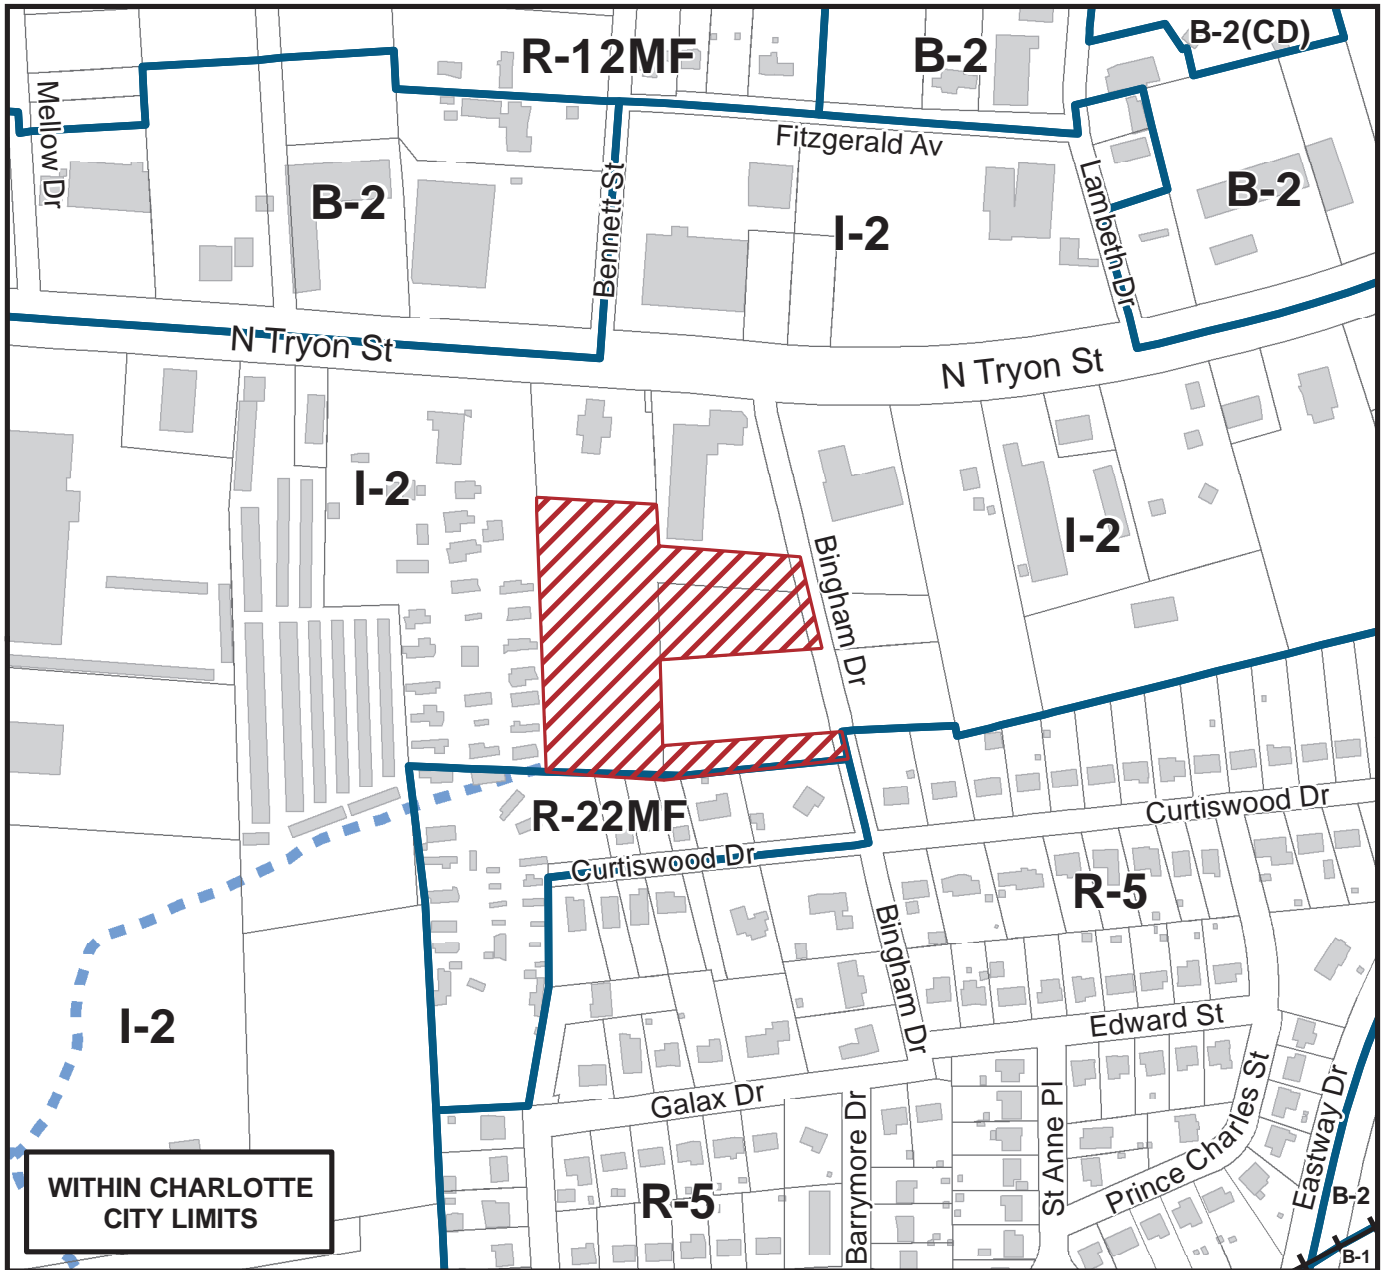 R-12MF
B-2
B-2(CD)
Mellow Dr
Fitzgerald Av
B-2
Bennett St
I-2
Lambeth Dr
B-2
N Tryon St
N Tryon St
I-2
I-2
Bingham Dr
R-22MF
Curtiswood Dr
Curtiswood Dr
R-5
Bingham Dr
I-2
Edward St
Galax Dr
Barrymore Dr
St Anne Pl
Prince Charles St
Eastway Dr
R-5
B-2
B-1
WITHIN CHARLOTTE
CITY LIMITS